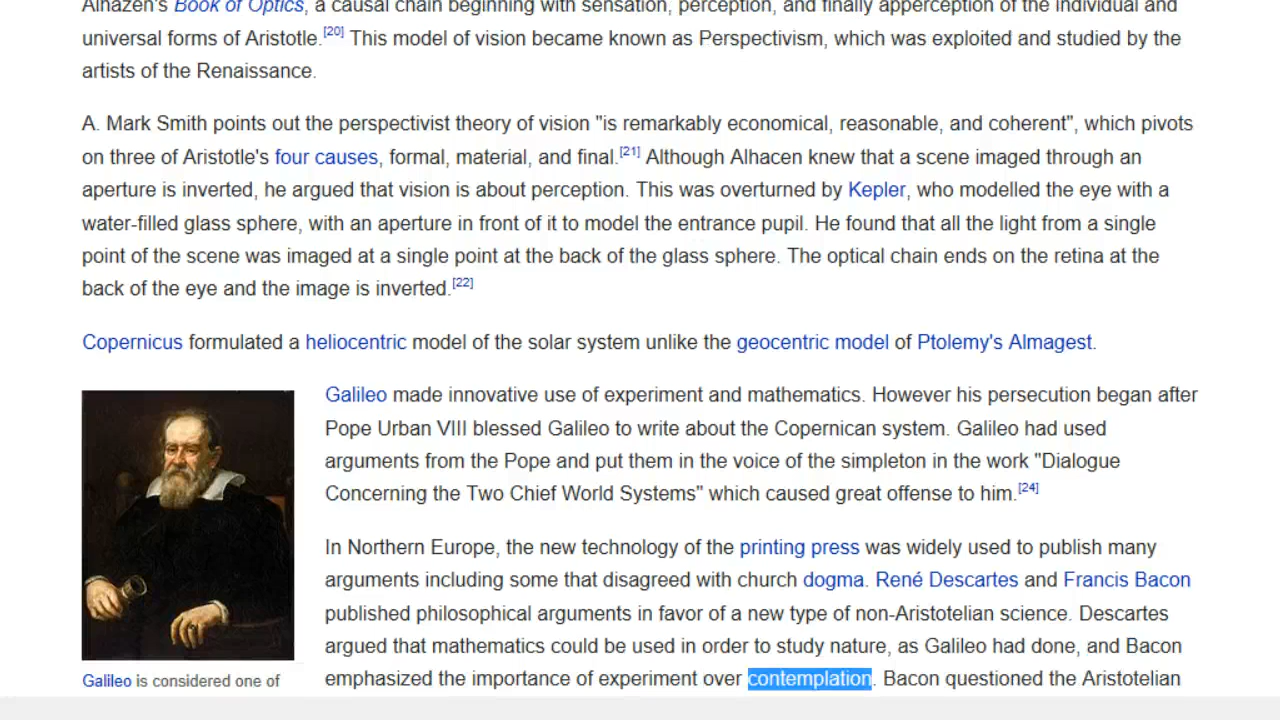 Alhazen's Book of Optics, a causal chain beginning with sensation, perception, and finally apperception of the individual and
universal forms of Aristotle.[20] This model of vision became known as Perspectivism, which was exploited and studied by the
artists of the Renaissance.
A. Mark Smith points out the perspectivist theory of vision "is remarkably economical, reasonable, and coherent", which pivots
on three of Aristotle's four causes, formal, material, and final.[21] Although Alhacen knew that a scene imaged through an
aperture is inverted, he argued that vision is about perception. This was overturned by Kepler, who modelled the eye with a
water-filled glass sphere, with an aperture in front of it to model the entrance pupil. He found that all the light from a single
point of the scene was imaged at a single point at the back of the glass sphere. The optical chain ends on the retina at the
back of the eye and the image is inverted.[22]
Copernicus formulated a heliocentric model of the solar system unlike the geocentric model of Ptolemy's Almagest.
Galileo made innovative use of experiment and mathematics. However his persecution began after
Pope Urban VIII blessed Galileo to write about the Copernican system. Galileo had used
arguments from the Pope and put them in the voice of the simpleton in the work "Dialogue
Concerning the Two Chief World Systems" which caused great offense to him.[24]
In Northern Europe, the new technology of the printing press was widely used to publish many
arguments including some that disagreed with church dogma. René Descartes and Francis Bacon
published philosophical arguments in favor of a new type of non-Aristotelian science. Descartes
argued that mathematics could be used in order to study nature, as Galileo had done, and Bacon
emphasized the importance of experiment over contemplation. Bacon questioned the Aristotelian
Galileo is considered one of